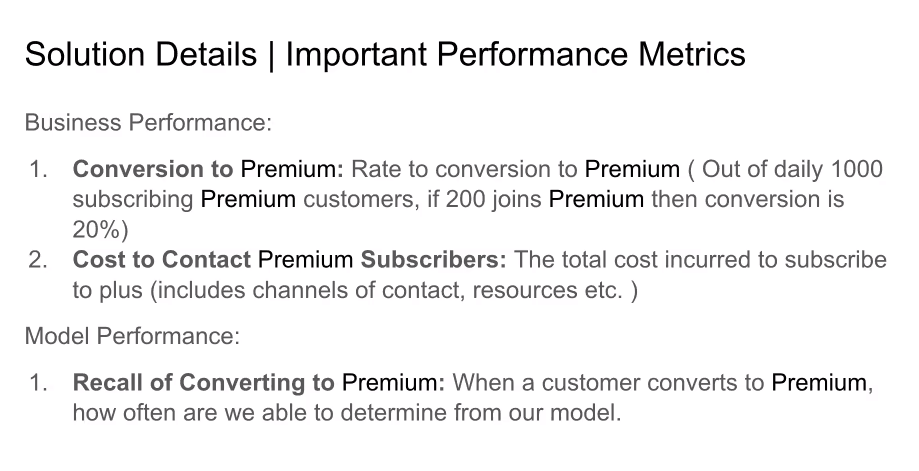 Solution Details | Important Performance Metrics
Business Performance:
1. Conversion to Premium: Rate to conversion to Premium ( Out of daily 1000
subscribing Premium customers, if 200 joins Premium then conversion is
20%)
2. Cost to Contact Premium Subscribers: The total cost incurred to subscribe
to plus (includes channels of contact, resources etc. )
Model Performance:
1. Recall of Converting to Premium: When a customer converts to Premium,
how often are we able to determine from our model.